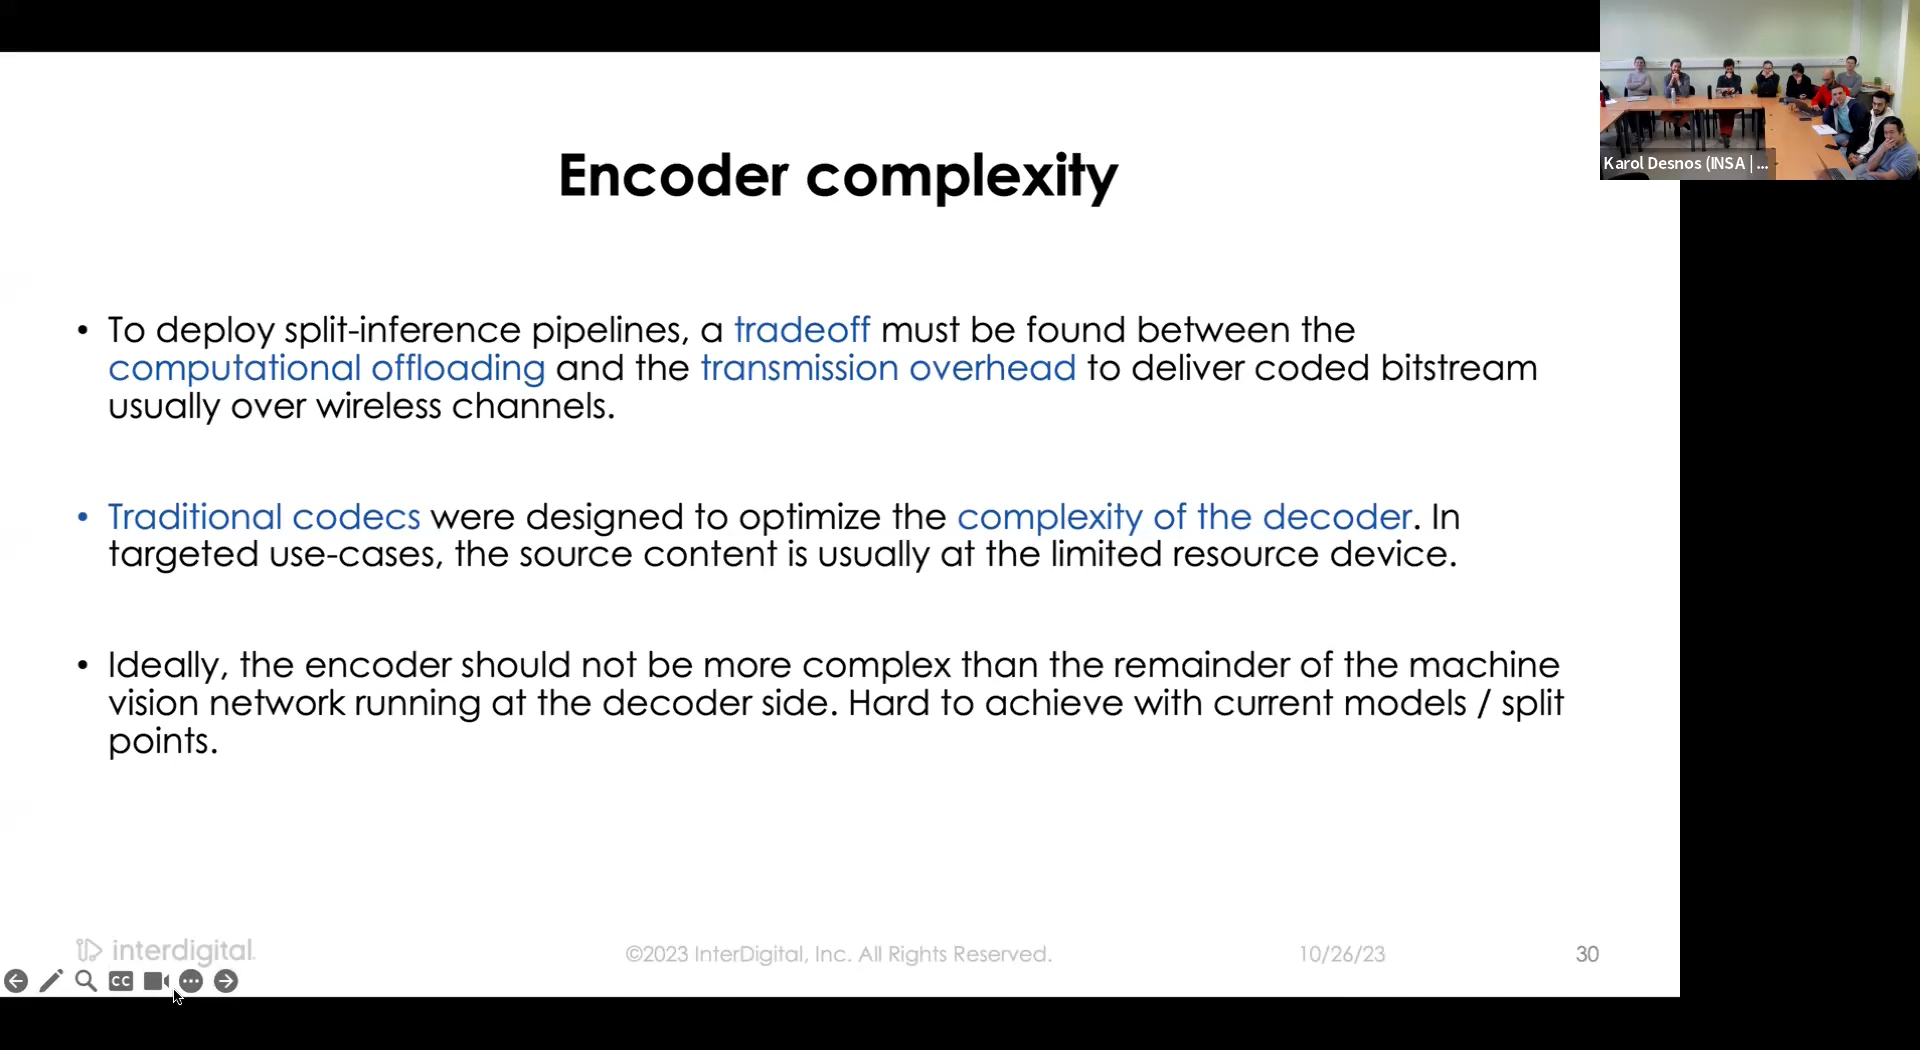 Karol Desnos (INSA | ...
Encoder complexity
• To deploy split-inference pipelines, a tradeoff must be found between the
computational offloading and the transmission overhead to deliver coded bitstream
usually over wireless channels.
• Traditional codecs were designed to optimize the complexity of the decoder. In
targeted use-cases, the source content is usually at the limited resource device.
• Ideally, the encoder should not be more complex than the remainder of the machine
vision network running at the decoder side. Hard to achieve with current models / split
points.
interdigital.
©2023 InterDigital, Inc. All Rights Reserved.
10/26/23
30
CC